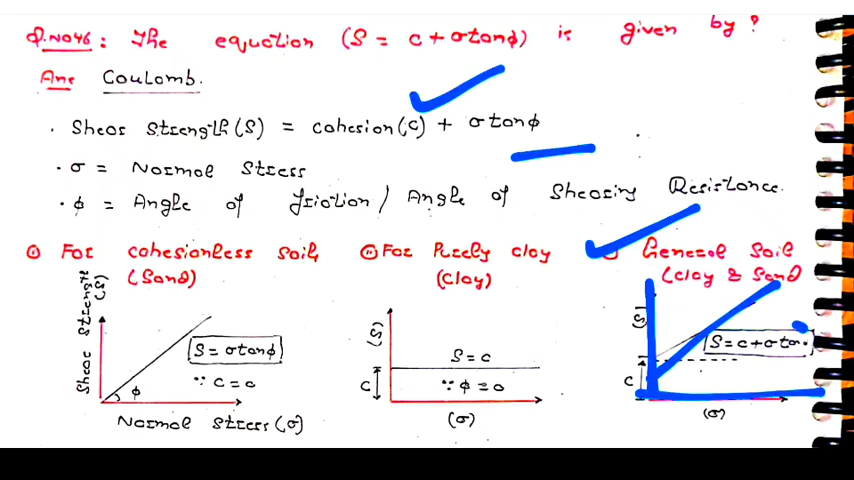 Q.No46: The equation (S = c + σtanϕ) is given by?
Ans Coulomb.
· Shear Strength (S) = cohesion (c) + σ tanϕ
· σ = Normal Stress
· ϕ = Angle of friction / Angle of Shearing Resistance.
① For cohesionless soil (Sand)
Shear Strength (S)
S = σtanϕ
∵ c = 0
ϕ
Normal Stress (σ)
② For Purely clay (Clay)
(S)
S = c
c
∵ ϕ = 0
(σ)
General Soil (Clay & Sand
(S)
S = c + σtan
c
(σ)